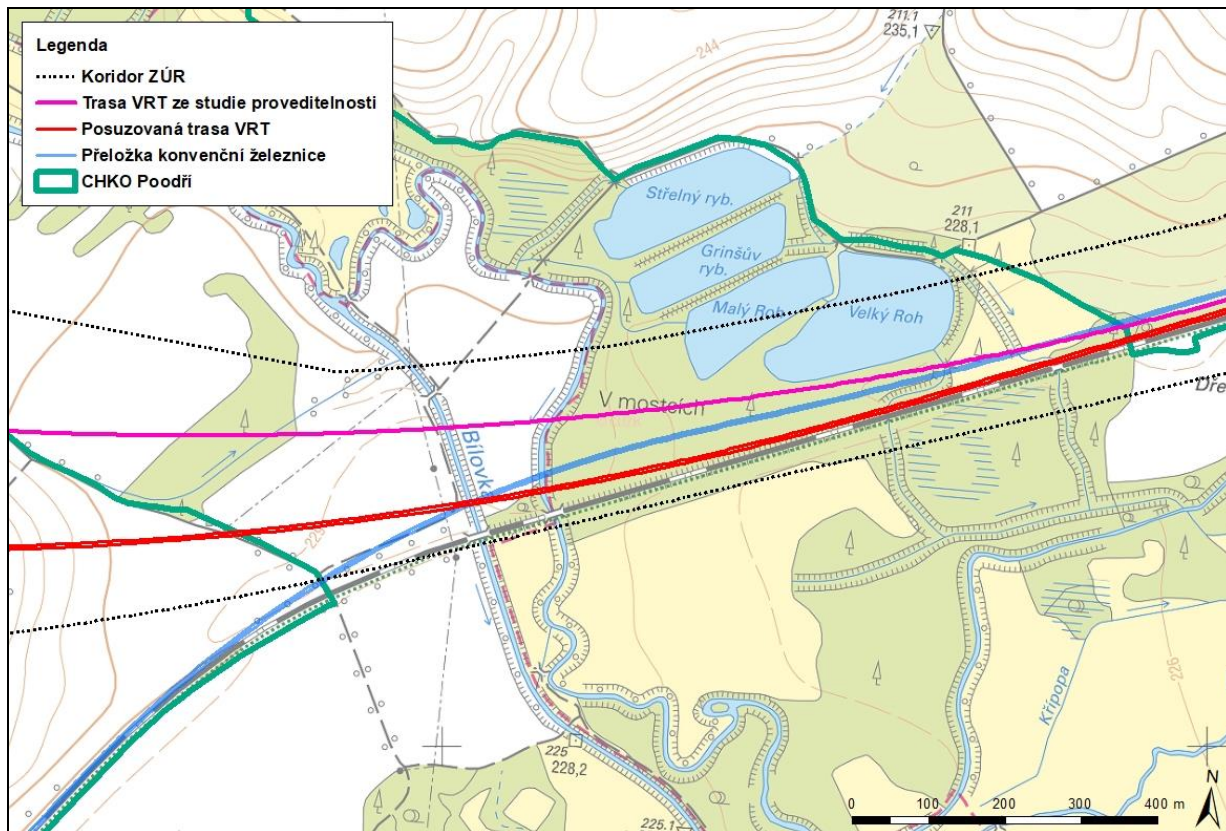 Legenda
Koridor ZÚR
Trasa VRT ze studie proveditelnosti
Posuzovaná trasa VRT
Přeložka konvenční železnice
CHKO Poodří
211.1
235,1
244
Střelný ryb.
Grinšův
ryb.
Malý Roh
Velký Roh
211
228,1
V mostcích
Bílovka
Dře
225
228,2
225.1
226
Křipopa
N
0 100 200 300 400 m